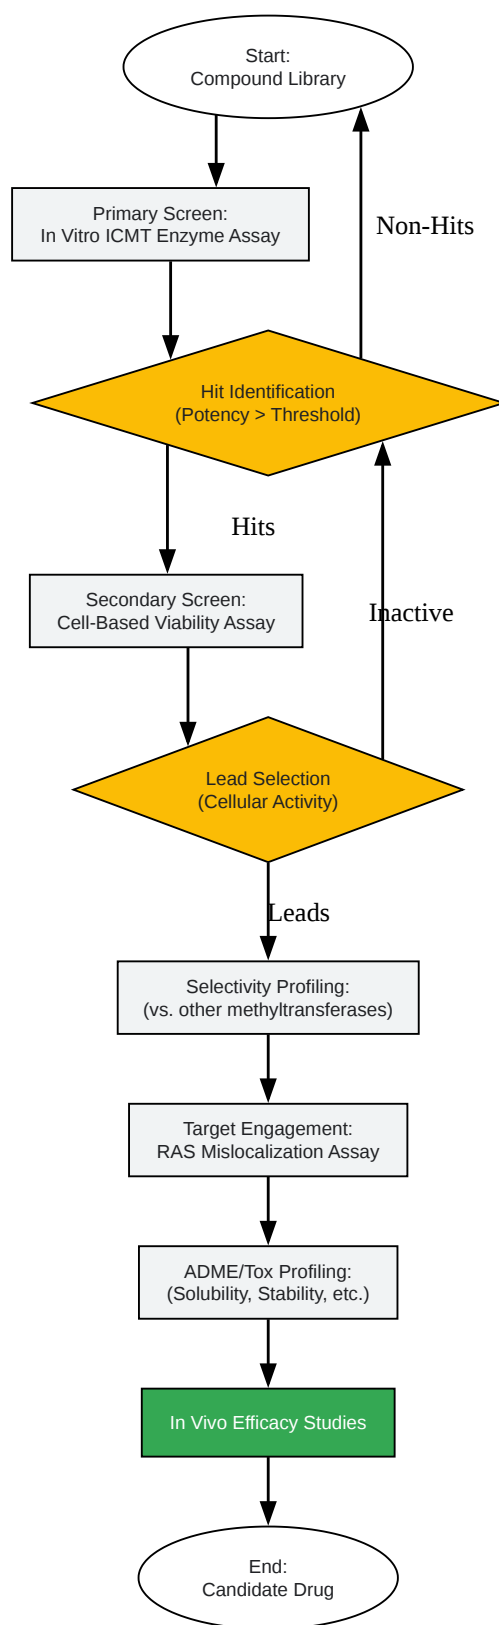 Start:
Compound Library
Primary Screen:
In Vitro ICMT Enzyme Assay
Non-Hits
Hit Identification
(Potency > Threshold)
Hits
Secondary Screen:
Cell-Based Viability Assay
Inactive
Lead Selection
(Cellular Activity)
Leads
Selectivity Profiling:
(vs. other methyltransferases)
Target Engagement:
RAS Mislocalization Assay
ADME/Tox Profiling:
(Solubility, Stability, etc.)
In Vivo Efficacy Studies
End:
Candidate Drug